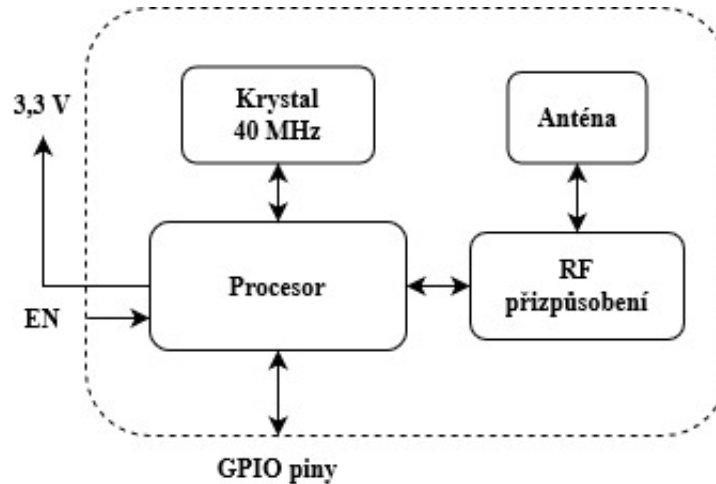 3,3 V
Krystal
40 MHz
Anténa
Procesor
RF
přizpůsobení
EN
GPIO piny